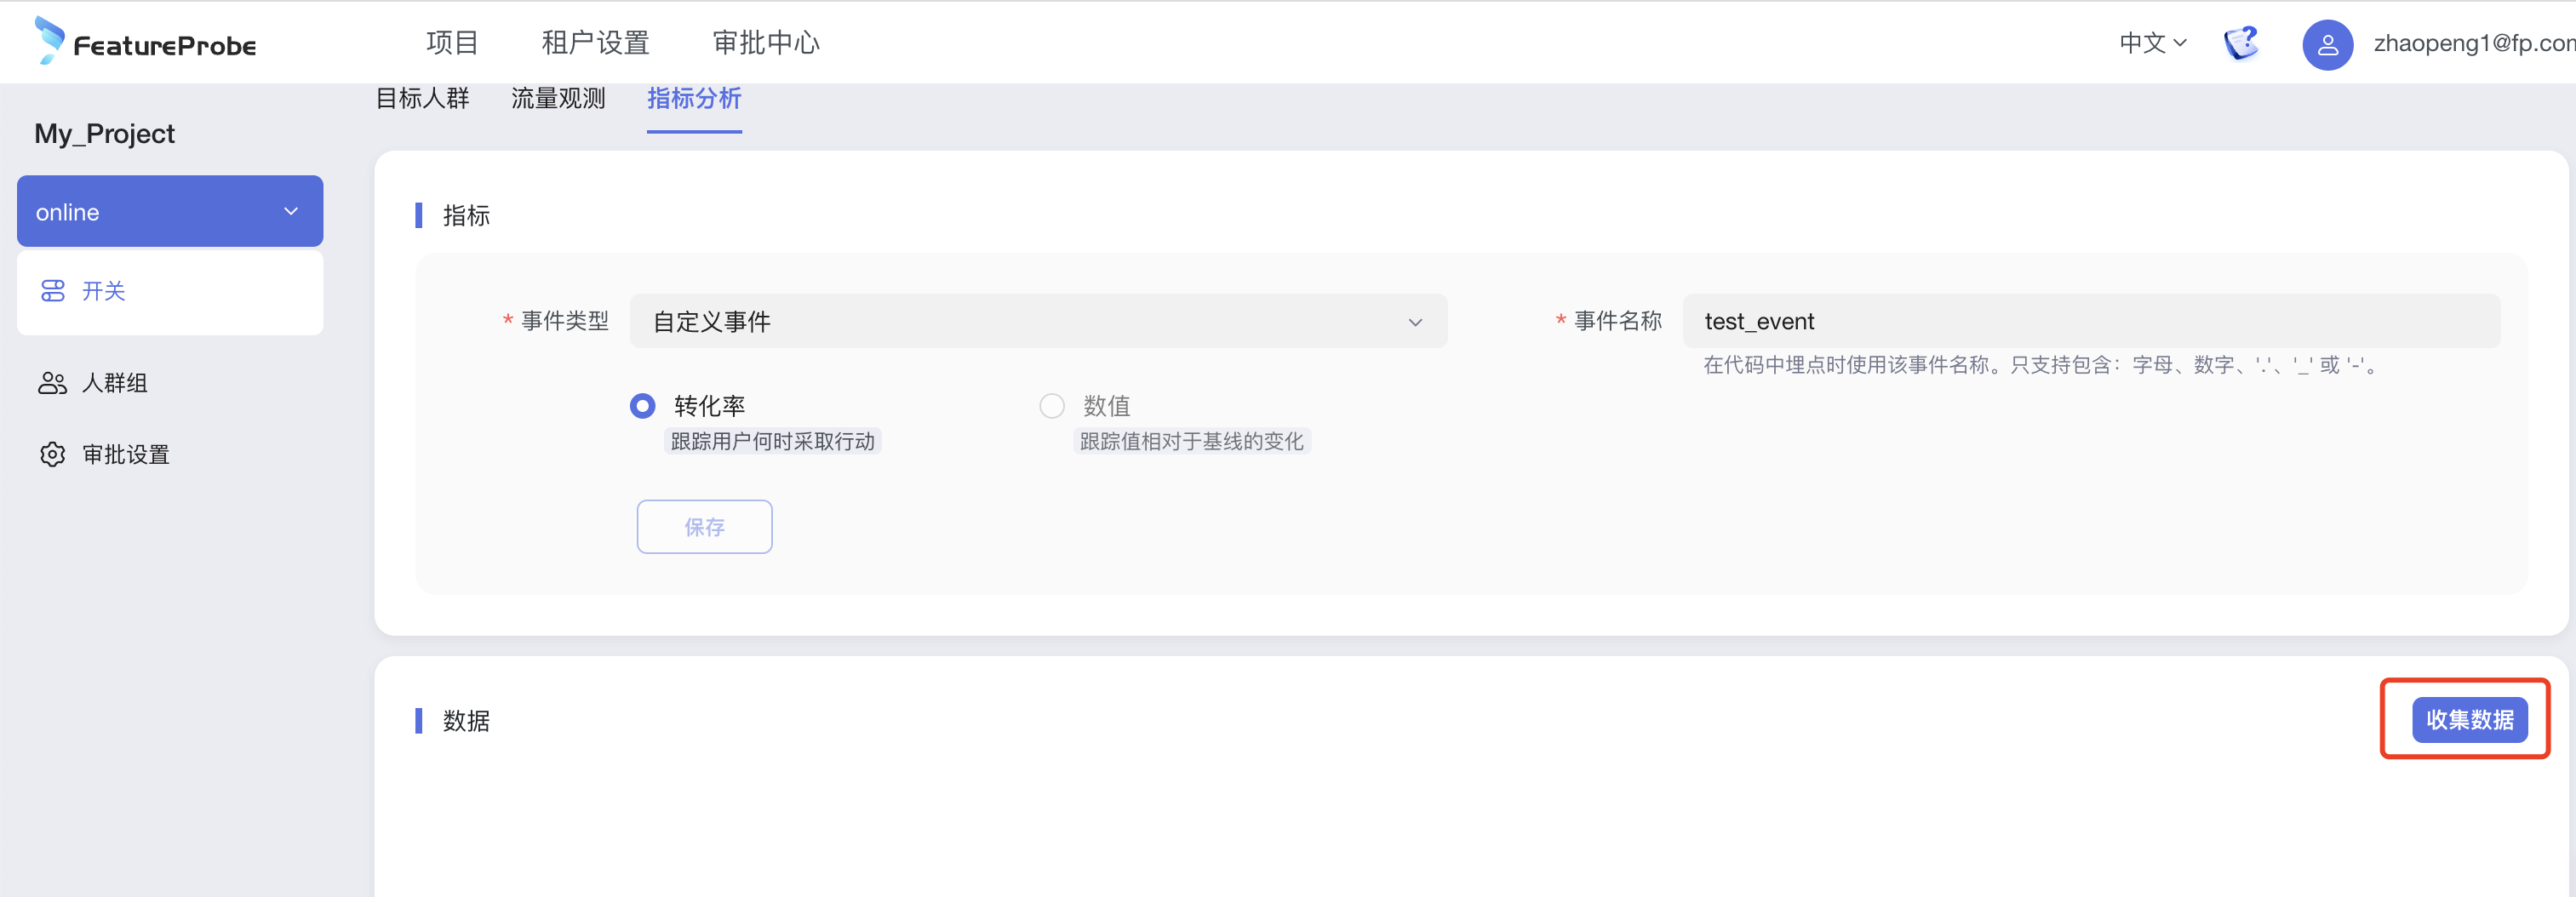 FeatureProbe 项目 租户设置 审批中心 中文 zhaopeng1@fp.com
目标人群 流量观测 指标分析
My_Project
online
开关
人群组
审批设置
指标
* 事件类型 自定义事件 * 事件名称 test_event
在代码中埋点时使用该事件名称。只支持包含：字母、数字、'.'、'_' 或 '-'。
转化率 数值
跟踪用户何时采取行动 跟踪值相对于基线的变化
保存
数据 收集数据